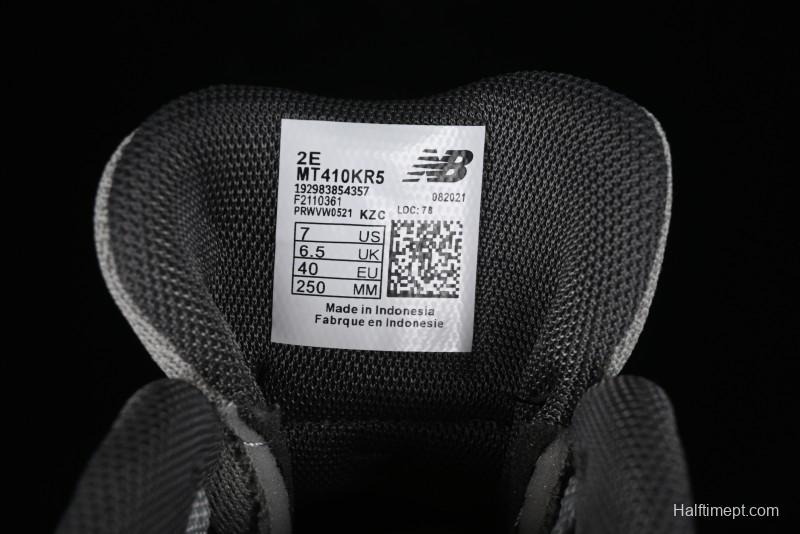 2E
MT410KR5
NB
192983854357
F2110361
082021
PRWVW0521 KZC LOC: 78
7 US
6.5 UK
40 EU
250 MM
Made in Indonesia
Fabrique en Indonesie
Halftimept.com